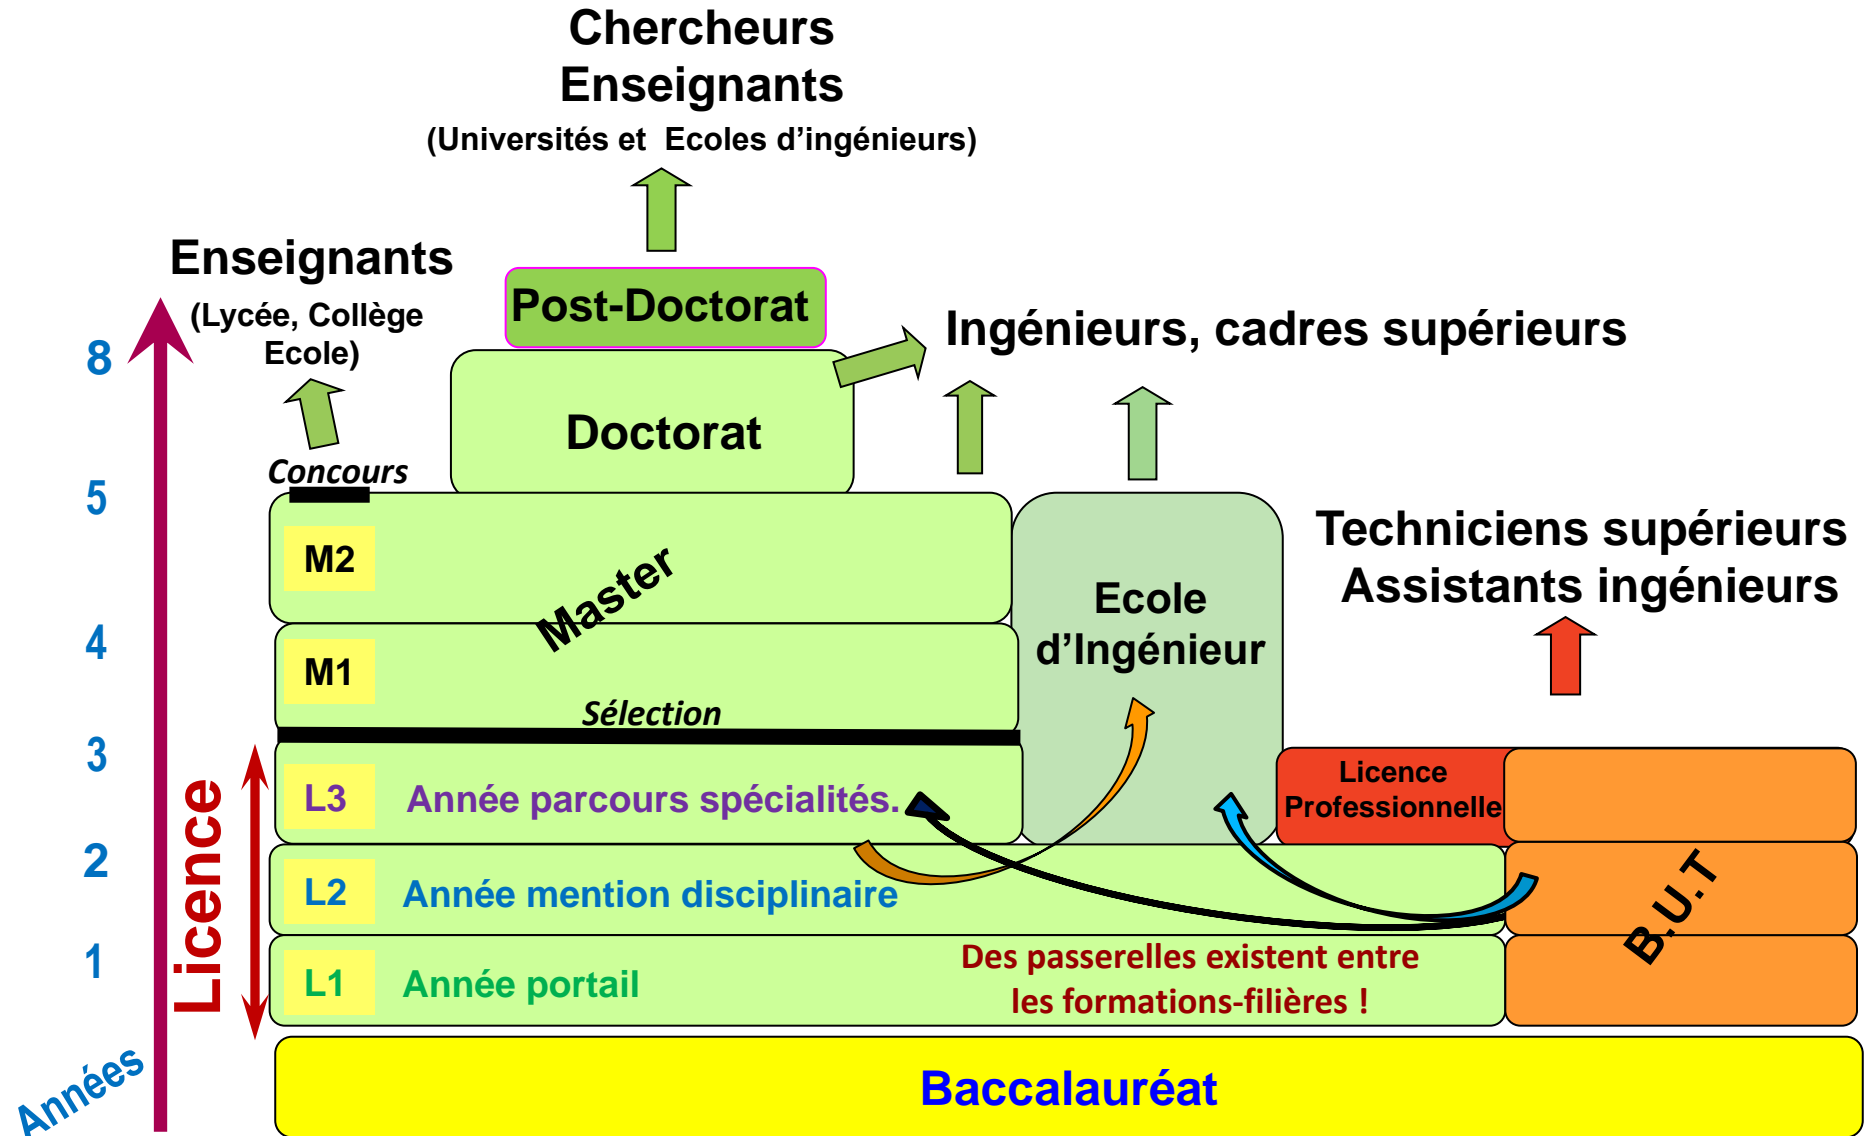 Chercheurs
Enseignants
(Universités et  Ecoles d’ingénieurs)
Enseignants
(Lycée, Collège
Ecole)
Post-Doctorat
Ingénieurs, cadres supérieurs
8
Doctorat
Concours
5
Techniciens supérieurs
Assistants ingénieurs
M2
Master
Ecole
d’Ingénieur
4
M1
Sélection
3
Licence
L3
Année parcours spécialités.
Licence
Professionnelle
2
L2
Année mention disciplinaire
B.U.T
1
L1
Année portail
Des passerelles existent entre
les formations-filières !
Années
Baccalauréat